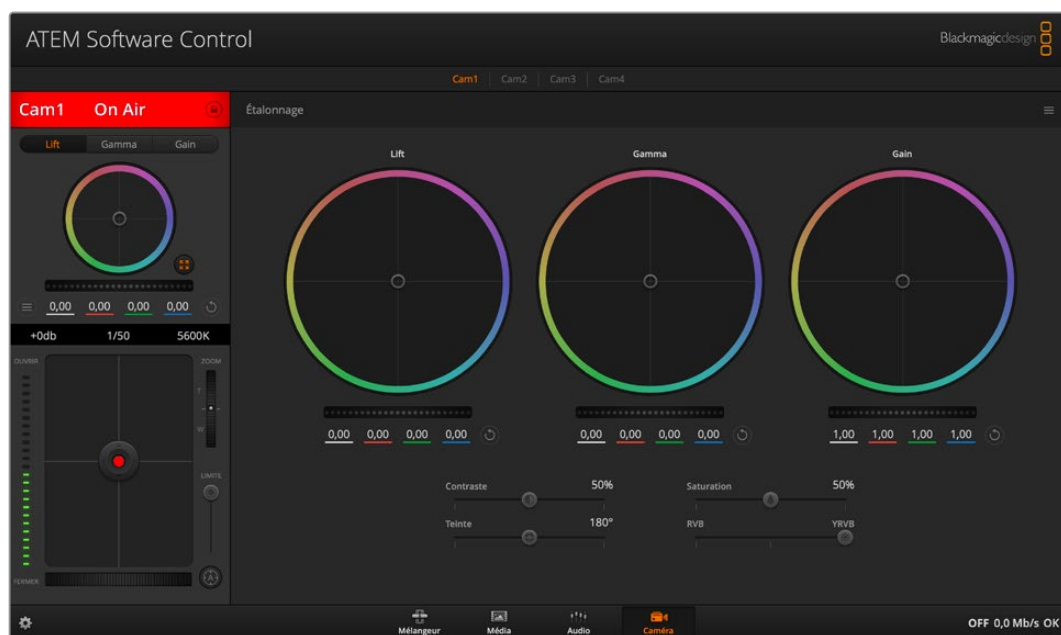 ATEM Software Control
Blackmagicdesign
Cam1 Cam2 Cam3 Cam4
Cam1 On Air
Étalonnage
Lift Gamma Gain
Lift Gamma Gain
0,00 0,00 0,00 0,00
+0db 1/50 5600K
OUVRIR
ZOOM
T
W
LIMITE
FERMER
A
0,00 0,00 0,00 0,00
0,00 0,00 0,00 0,00
1,00 1,00 1,00 1,00
Contraste 50%
Saturation 50%
Teinte 180°
RVB YRVB
Mélangeur Média Audio Caméra
OFF 0,0 Mb/s OK